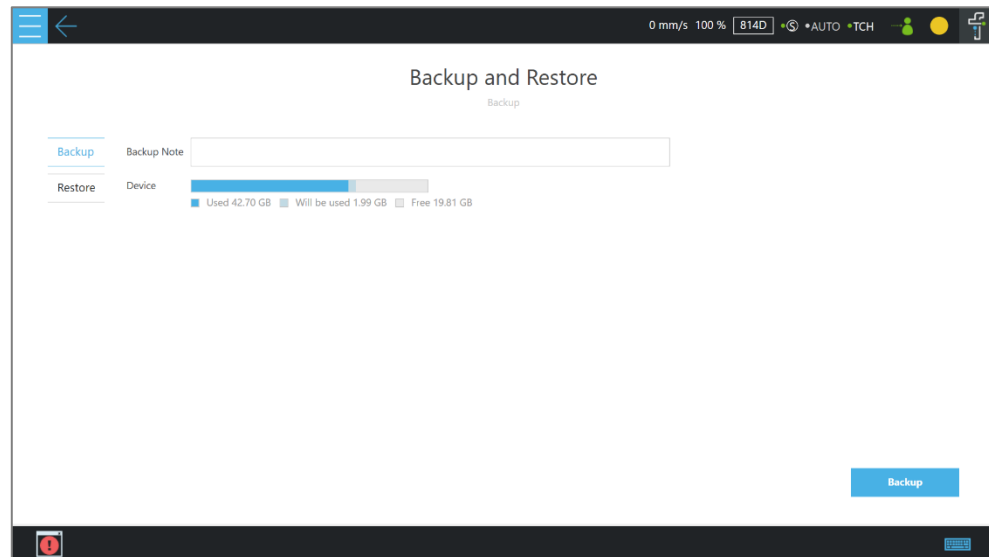 0 mm/s 100 % 814D •Ⓢ •AUTO •TCH
Backup and Restore
Backup
Backup
Backup Note
Restore
Device
Used 42.70 GB Will be used 1.99 GB Free 19.81 GB
Backup